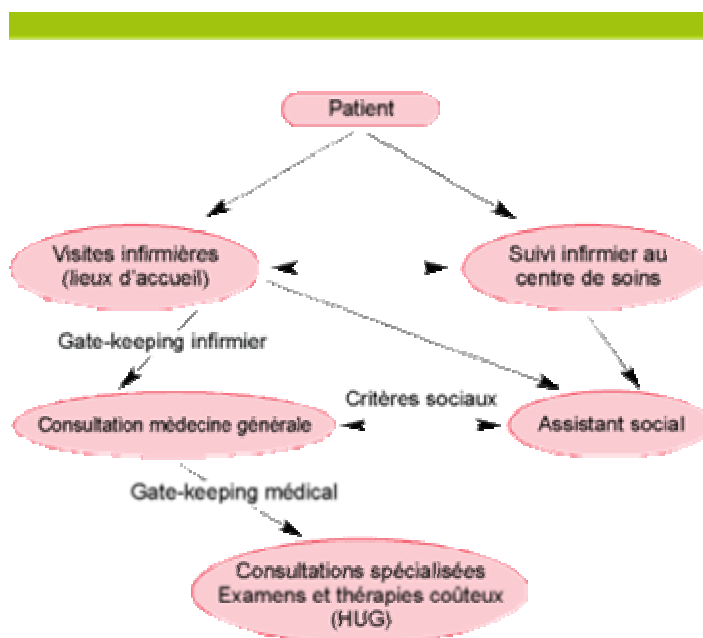 Patient
Visites infirmières
(lieux d'accueil)
Suivi infirmier au
centre de soins
Gate-keeping infirmier
Critères sociaux
Consultation médecine générale
Assistant social
Gate-keeping médical
Consultations spécialisées
Examens et thérapies coûteux
(HUG)